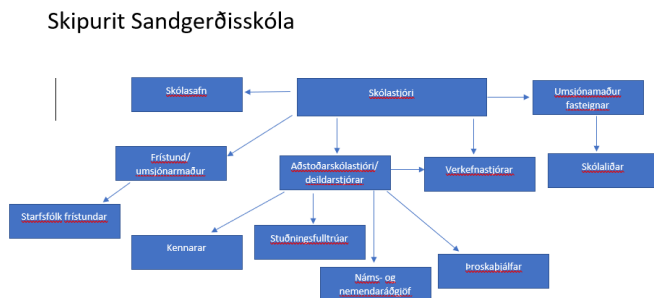 Skipurit Sandgerðisskóla
Skólasafn
Skólastjóri
Umsjónamaður
fasteignar
Frístund/
umsjónarmaður
Aðstoðarskólastjóri/
deildarstjórar
Verkefnastjórar
Skólaliðar
Starfsfólk frístundar
Kennarar
Stuðningsfulltrúar
Náms- og
nemendaráðgjöf
Þroskaþjálfar